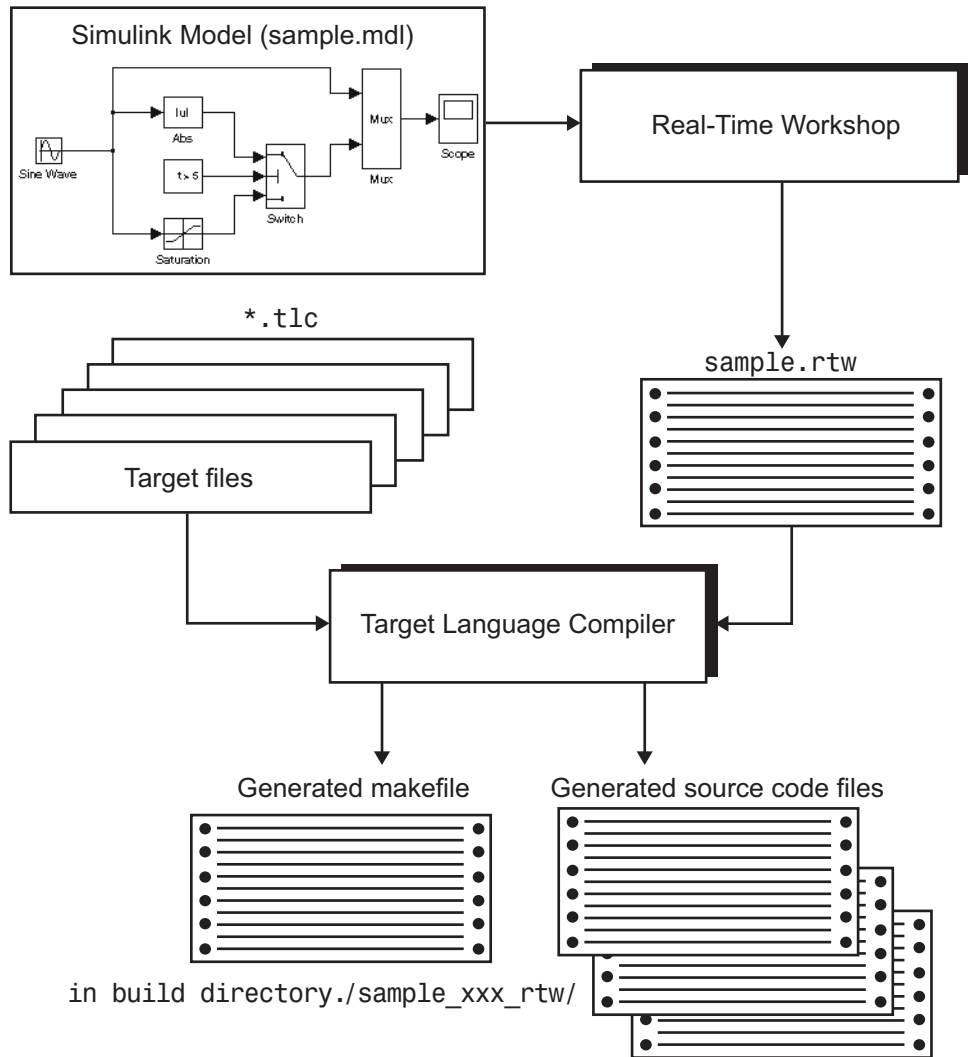 Simulink Model (sample.mdl)
|u|
Abs
Sine Wave
t > 5
Switch
Saturation
Mux
Mux
Scope
Real-Time Workshop
*.tlc
Target files
sample.rtw
Target Language Compiler
Generated makefile
Generated source code files
in build directory./sample_xxx_rtw/